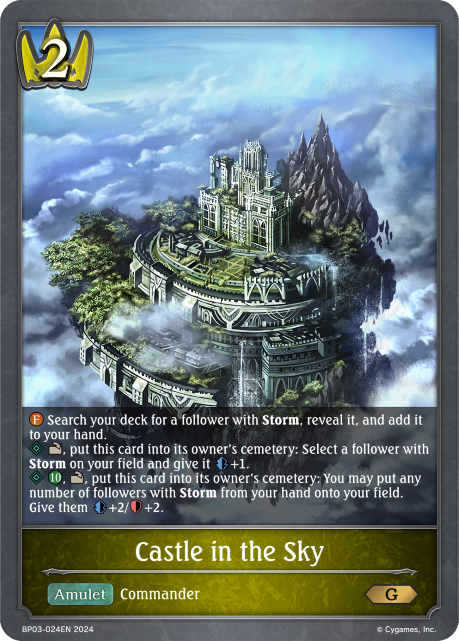 2
F Search your deck for a follower with Storm, reveal it, and add it
to your hand.
, put this card into its owner's cemetery: Select a follower with
Storm on your field and give it +1.
10, , put this card into its owner's cemetery: You may put any
number of followers with Storm from your hand onto your field.
Give them +2/ +2.
Castle in the Sky
Amulet Commander G
BP03-024EN 2024 © Cygames, Inc.